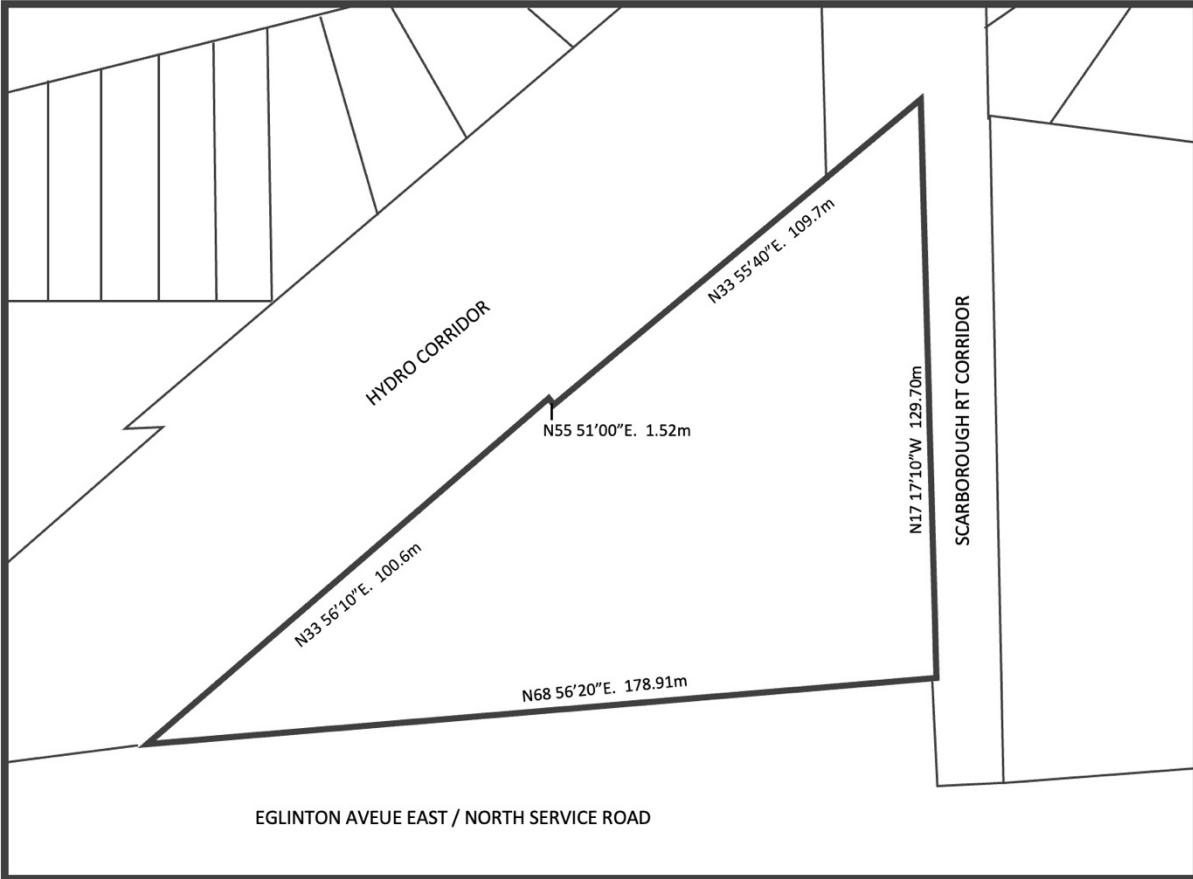 N33 55’40”E. 109.7m
HYDRO CORRIDOR
SCARBOROUGH RT CORRIDOR
N17 17’10”W 129.70m
N55 51’00”E. 1.52m
N33 56’10”E. 100.6m
N68 56’20”E. 178.91m
EGLINTON AVEUE EAST / NORTH SERVICE ROAD